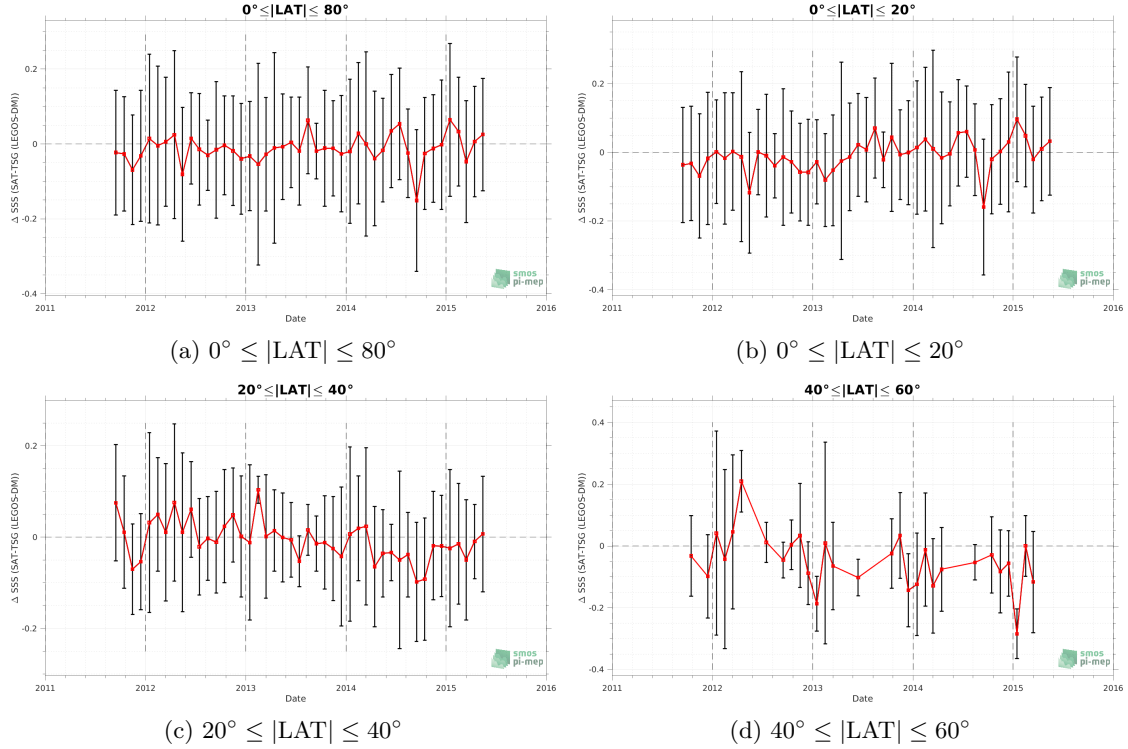 0°≤|LAT|≤ 80°
Δ SSS (SAT-TSG (LEGOS-DM))
0.2
0
-0.2
-0.4
2011 2012 2013 2014 2015 2016
Date
smos
pi-mep
(a) 0° ≤ |LAT| ≤ 80°
0°≤|LAT|≤ 20°
Δ SSS (SAT-TSG (LEGOS-DM))
0.2
0
-0.2
-0.4
2011 2012 2013 2014 2015 2016
Date
smos
pi-mep
(b) 0° ≤ |LAT| ≤ 20°
20°≤|LAT|≤ 40°
Δ SSS (SAT-TSG (LEGOS-DM))
0.2
0
-0.2
2011 2012 2013 2014 2015 2016
Date
smos
pi-mep
(c) 20° ≤ |LAT| ≤ 40°
40°≤|LAT|≤ 60°
Δ SSS (SAT-TSG (LEGOS-DM))
0.4
0.2
0
-0.2
-0.4
2011 2012 2013 2014 2015 2016
Date
smos
pi-mep
(d) 40° ≤ |LAT| ≤ 60°